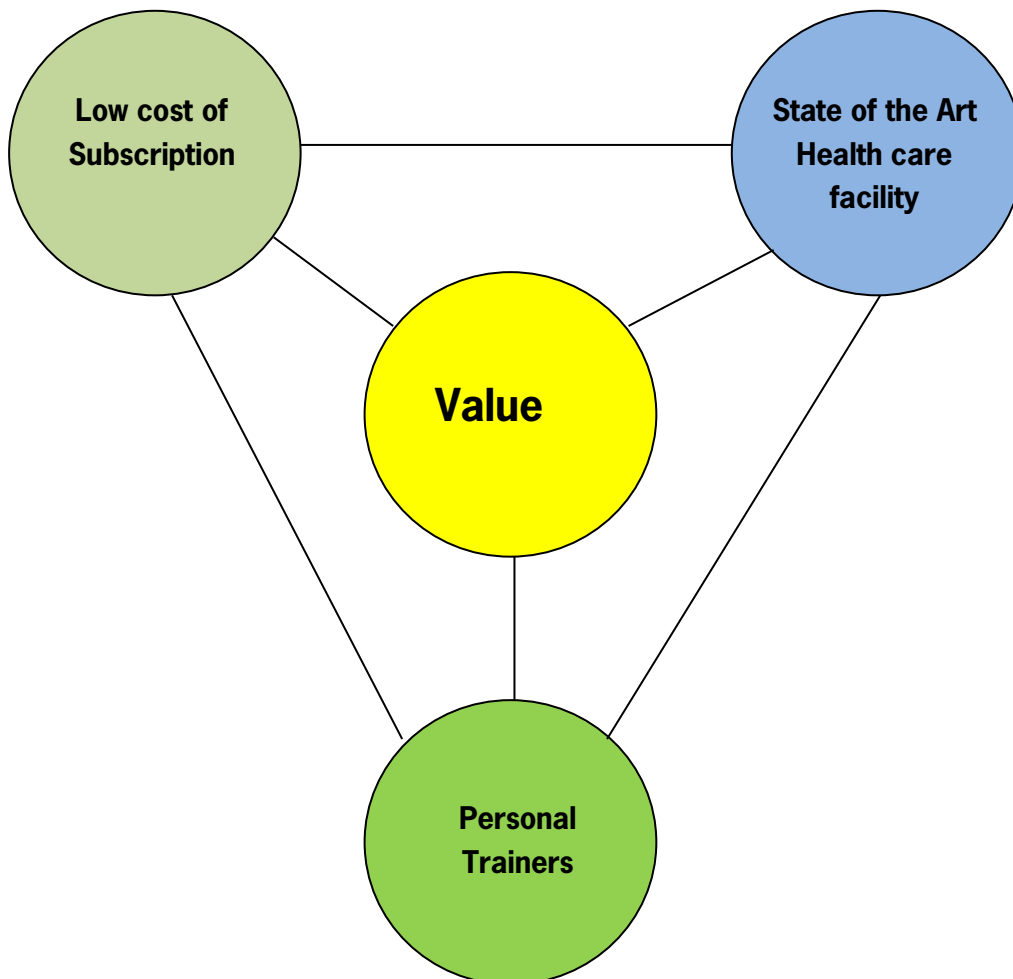 Low cost of
Subscription
State of the Art
Health care
facility
Value
Personal
Trainers